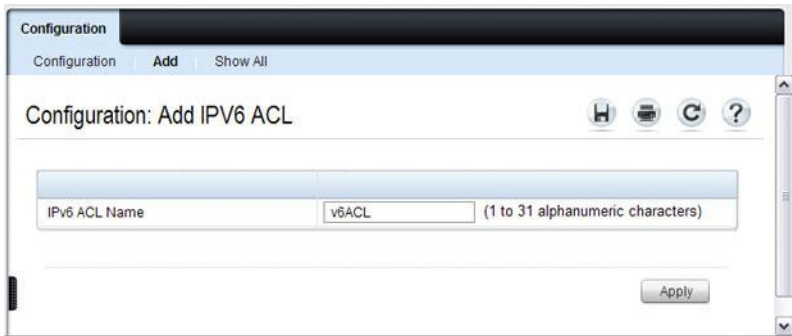 Configuration
Configuration Add Show All
Configuration: Add IPV6 ACL
IPv6 ACL Name v6ACL (1 to 31 alphanumeric characters)
Apply